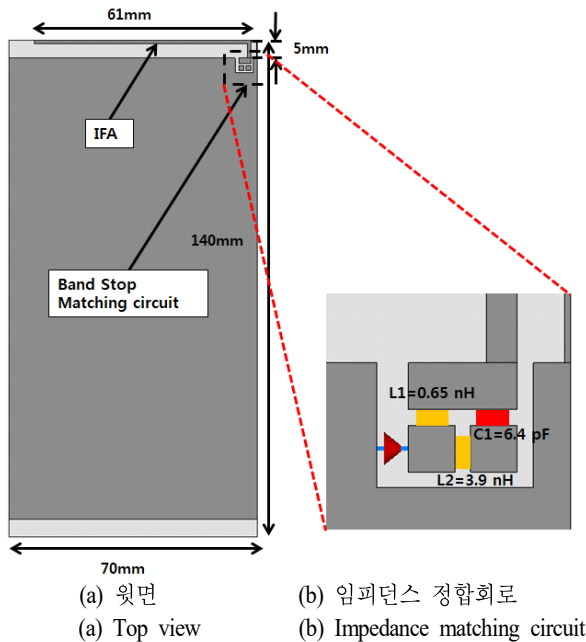 61mm
5mm
IFA
140mm
Band Stop
Matching circuit
L1=0.65 nH
C1=6.4 pF
L2=3.9 nH
70mm
(a) 윗면 (b) 임피던스 정합회로
(a) Top view (b) Impedance matching circuit